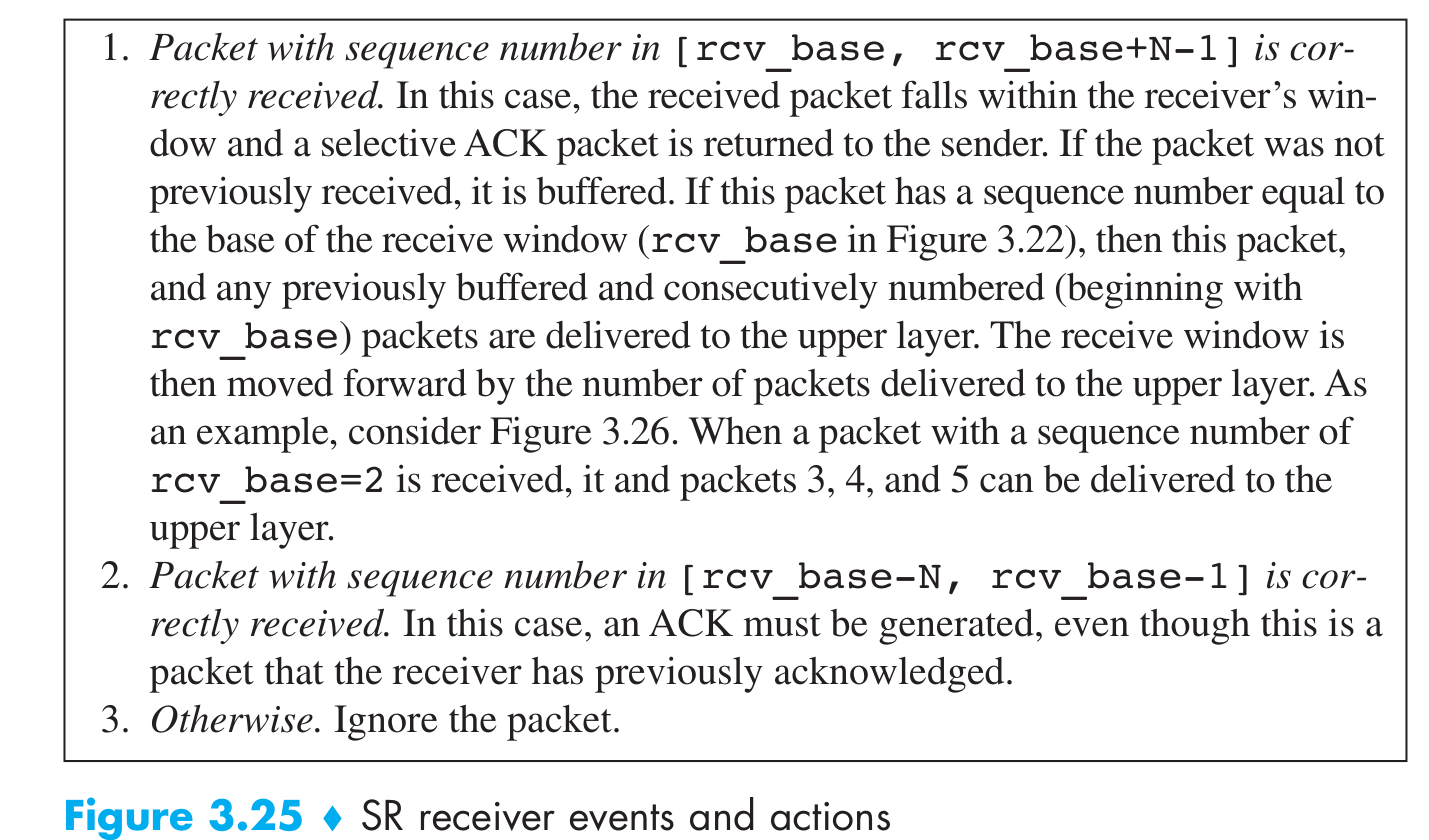 1. Packet with sequence number in [rcv_base, rcv_base+N-1] is cor-
rectly received. In this case, the received packet falls within the receiver’s win-
dow and a selective ACK packet is returned to the sender. If the packet was not
previously received, it is buffered. If this packet has a sequence number equal to
the base of the receive window (rcv_base in Figure 3.22), then this packet,
and any previously buffered and consecutively numbered (beginning with
rcv_base) packets are delivered to the upper layer. The receive window is
then moved forward by the number of packets delivered to the upper layer. As
an example, consider Figure 3.26. When a packet with a sequence number of
rcv_base=2 is received, it and packets 3, 4, and 5 can be delivered to the
upper layer.
2. Packet with sequence number in [rcv_base-N, rcv_base-1] is cor-
rectly received. In this case, an ACK must be generated, even though this is a
packet that the receiver has previously acknowledged.
3. Otherwise. Ignore the packet.
Figure 3.25 ♦ SR receiver events and actions